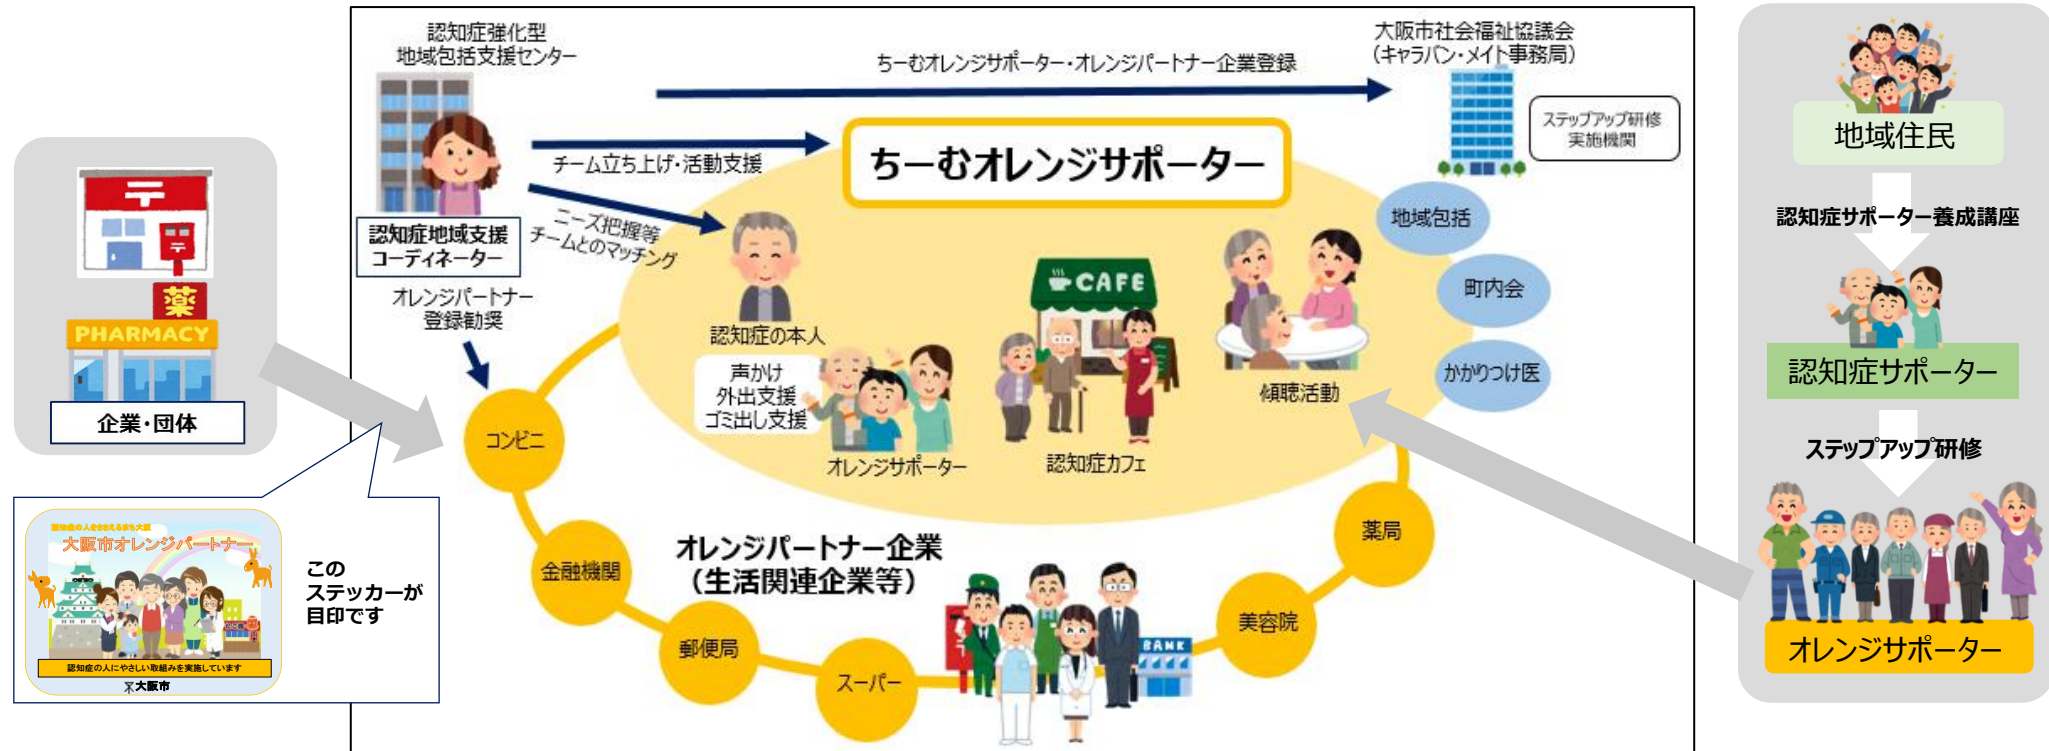 認知症強化型
地域包括支援センター
ちーむオレンジサポーター・オレンジパートナー企業登録
大阪市社会福祉協議会
（キャラバン・メイト事務局）
ステップアップ研修
実施機関
チーム立ち上げ・活動支援
ちーむオレンジサポーター
ニーズ把握等
チームとのマッチング
認知症地域支援
コーディネーター
オレンジパートナー
登録勧奨
認知症の本人
声かけ
外出支援
ゴミ出し支援
オレンジサポーター
CAFE
認知症カフェ
傾聴活動
地域包括
町内会
かかりつけ医
コンビニ
金融機関
郵便局
スーパー
美容院
薬局
オレンジパートナー企業
（生活関連企業等）
BANK
〒
〒
薬
PHARMACY
企業・団体
認知症の人をささえるまち大阪
大阪市オレンジパートナー
認知症の人にやさしい取組みを実施しています
大阪市
この
ステッカーが
目印です
地域住民
認知症サポーター養成講座
認知症サポーター
ステップアップ研修
オレンジサポーター